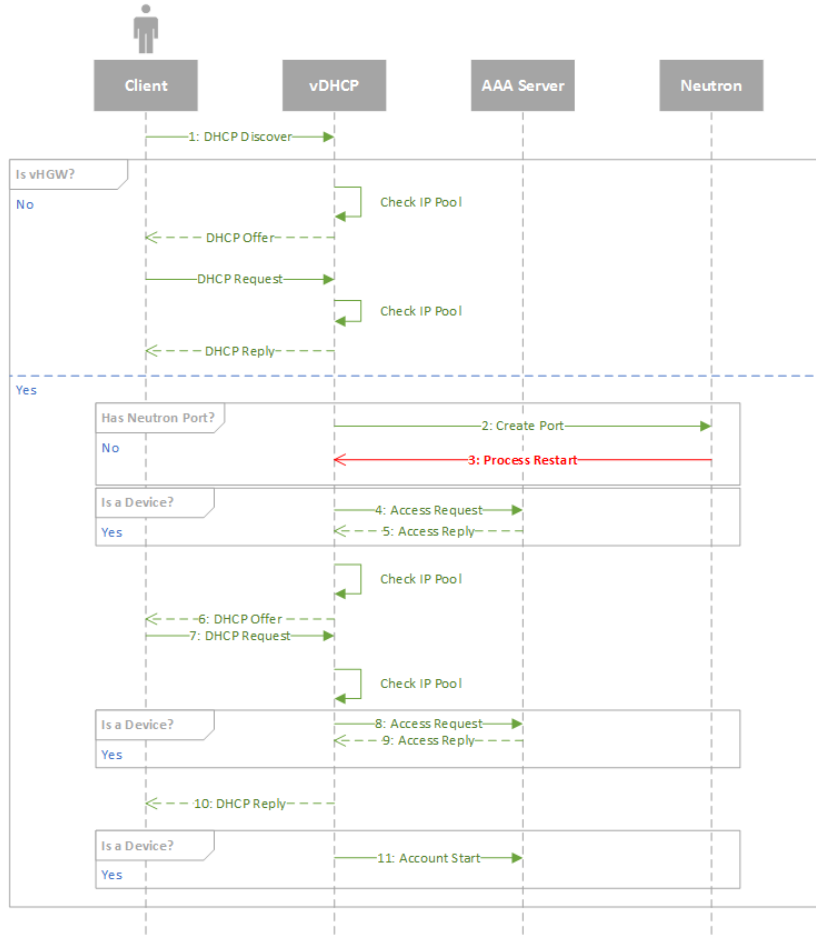 Client
vDHCP
AAA Server
Neutron
1: DHCP Discover
Is vHGW?
No
Check IP Pool
DHCP Offer
DHCP Request
Check IP Pool
DHCP Reply
Yes
Has Neutron Port?
2: Create Port
No
3: Process Restart
Is a Device?
4: Access Request
Yes
5: Access Reply
Check IP Pool
6: DHCP Offer
7: DHCP Request
Check IP Pool
Is a Device?
8: Access Request
9: Access Reply
Yes
10: DHCP Reply
Is a Device?
11: Account Start
Yes